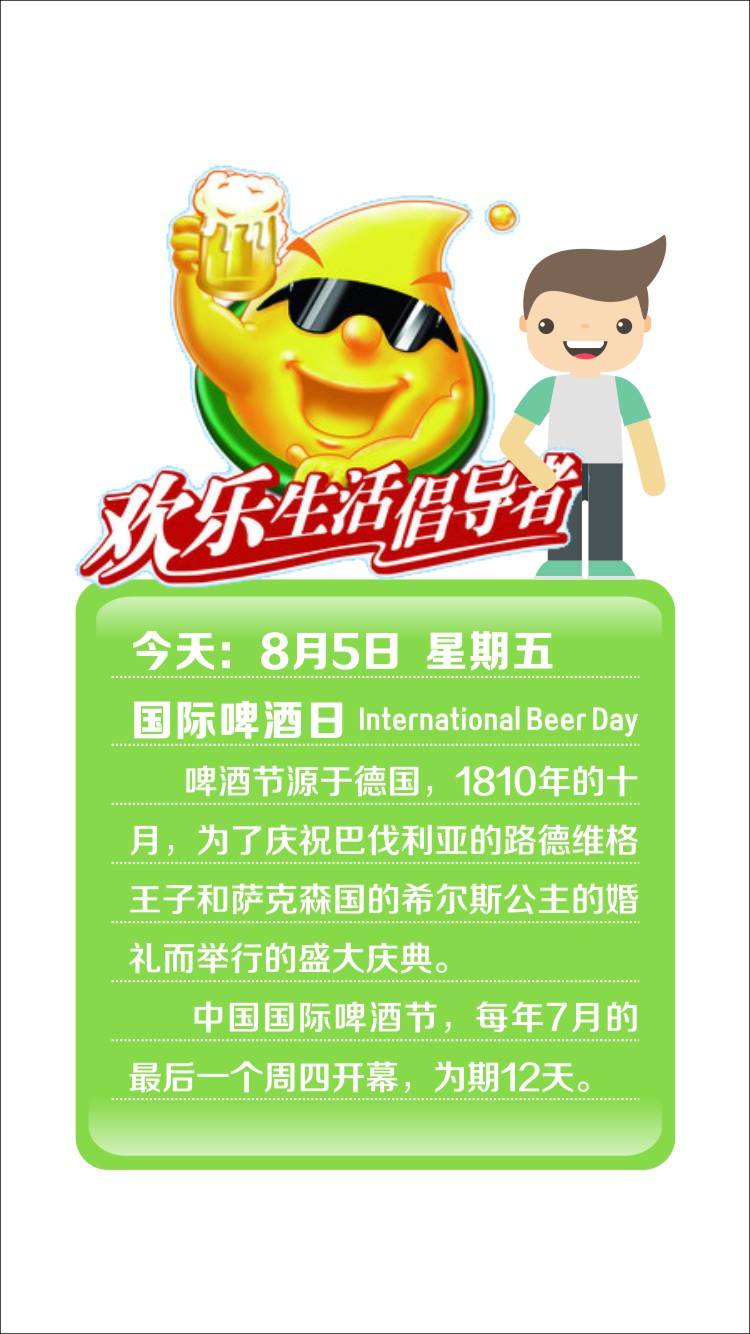 欢乐生活倡导者
今天：8月5日 星期五
国际啤酒日 International Beer Day
啤酒节源于德国，1810年的十
月，为了庆祝巴伐利亚的路德维格
王子和萨克森国的希尔斯公主的婚
礼而举行的盛大庆典。
中国国际啤酒节，每年7月的
最后一个周四开幕，为期12天。